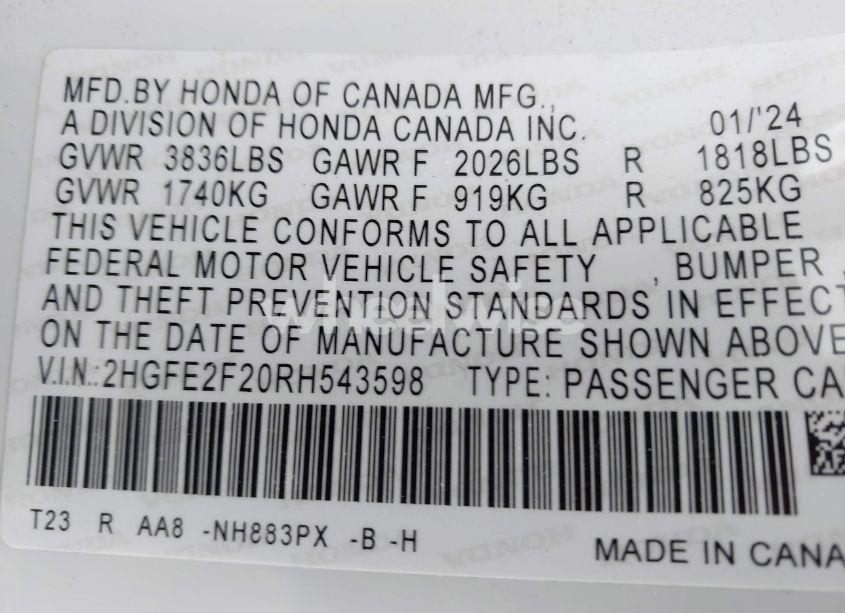 MFD.BY HONDA OF CANADA MFG.,
A DIVISION OF HONDA CANADA INC. 01/'24
GVWR 3836LBS GAWR F 2026LBS R 1818LBS
GVWR 1740KG GAWR F 919KG R 825KG
THIS VEHICLE CONFORMS TO ALL APPLICABLE
FEDERAL MOTOR VEHICLE SAFETY , BUMPER ,
AND THEFT PREVENTION STANDARDS IN EFFECT
ON THE DATE OF MANUFACTURE SHOWN ABOVE
V.I.N.:2HGFE2F20RH543598 TYPE: PASSENGER CA
T23 R AA8 -NH883PX -B -H
MADE IN CANA